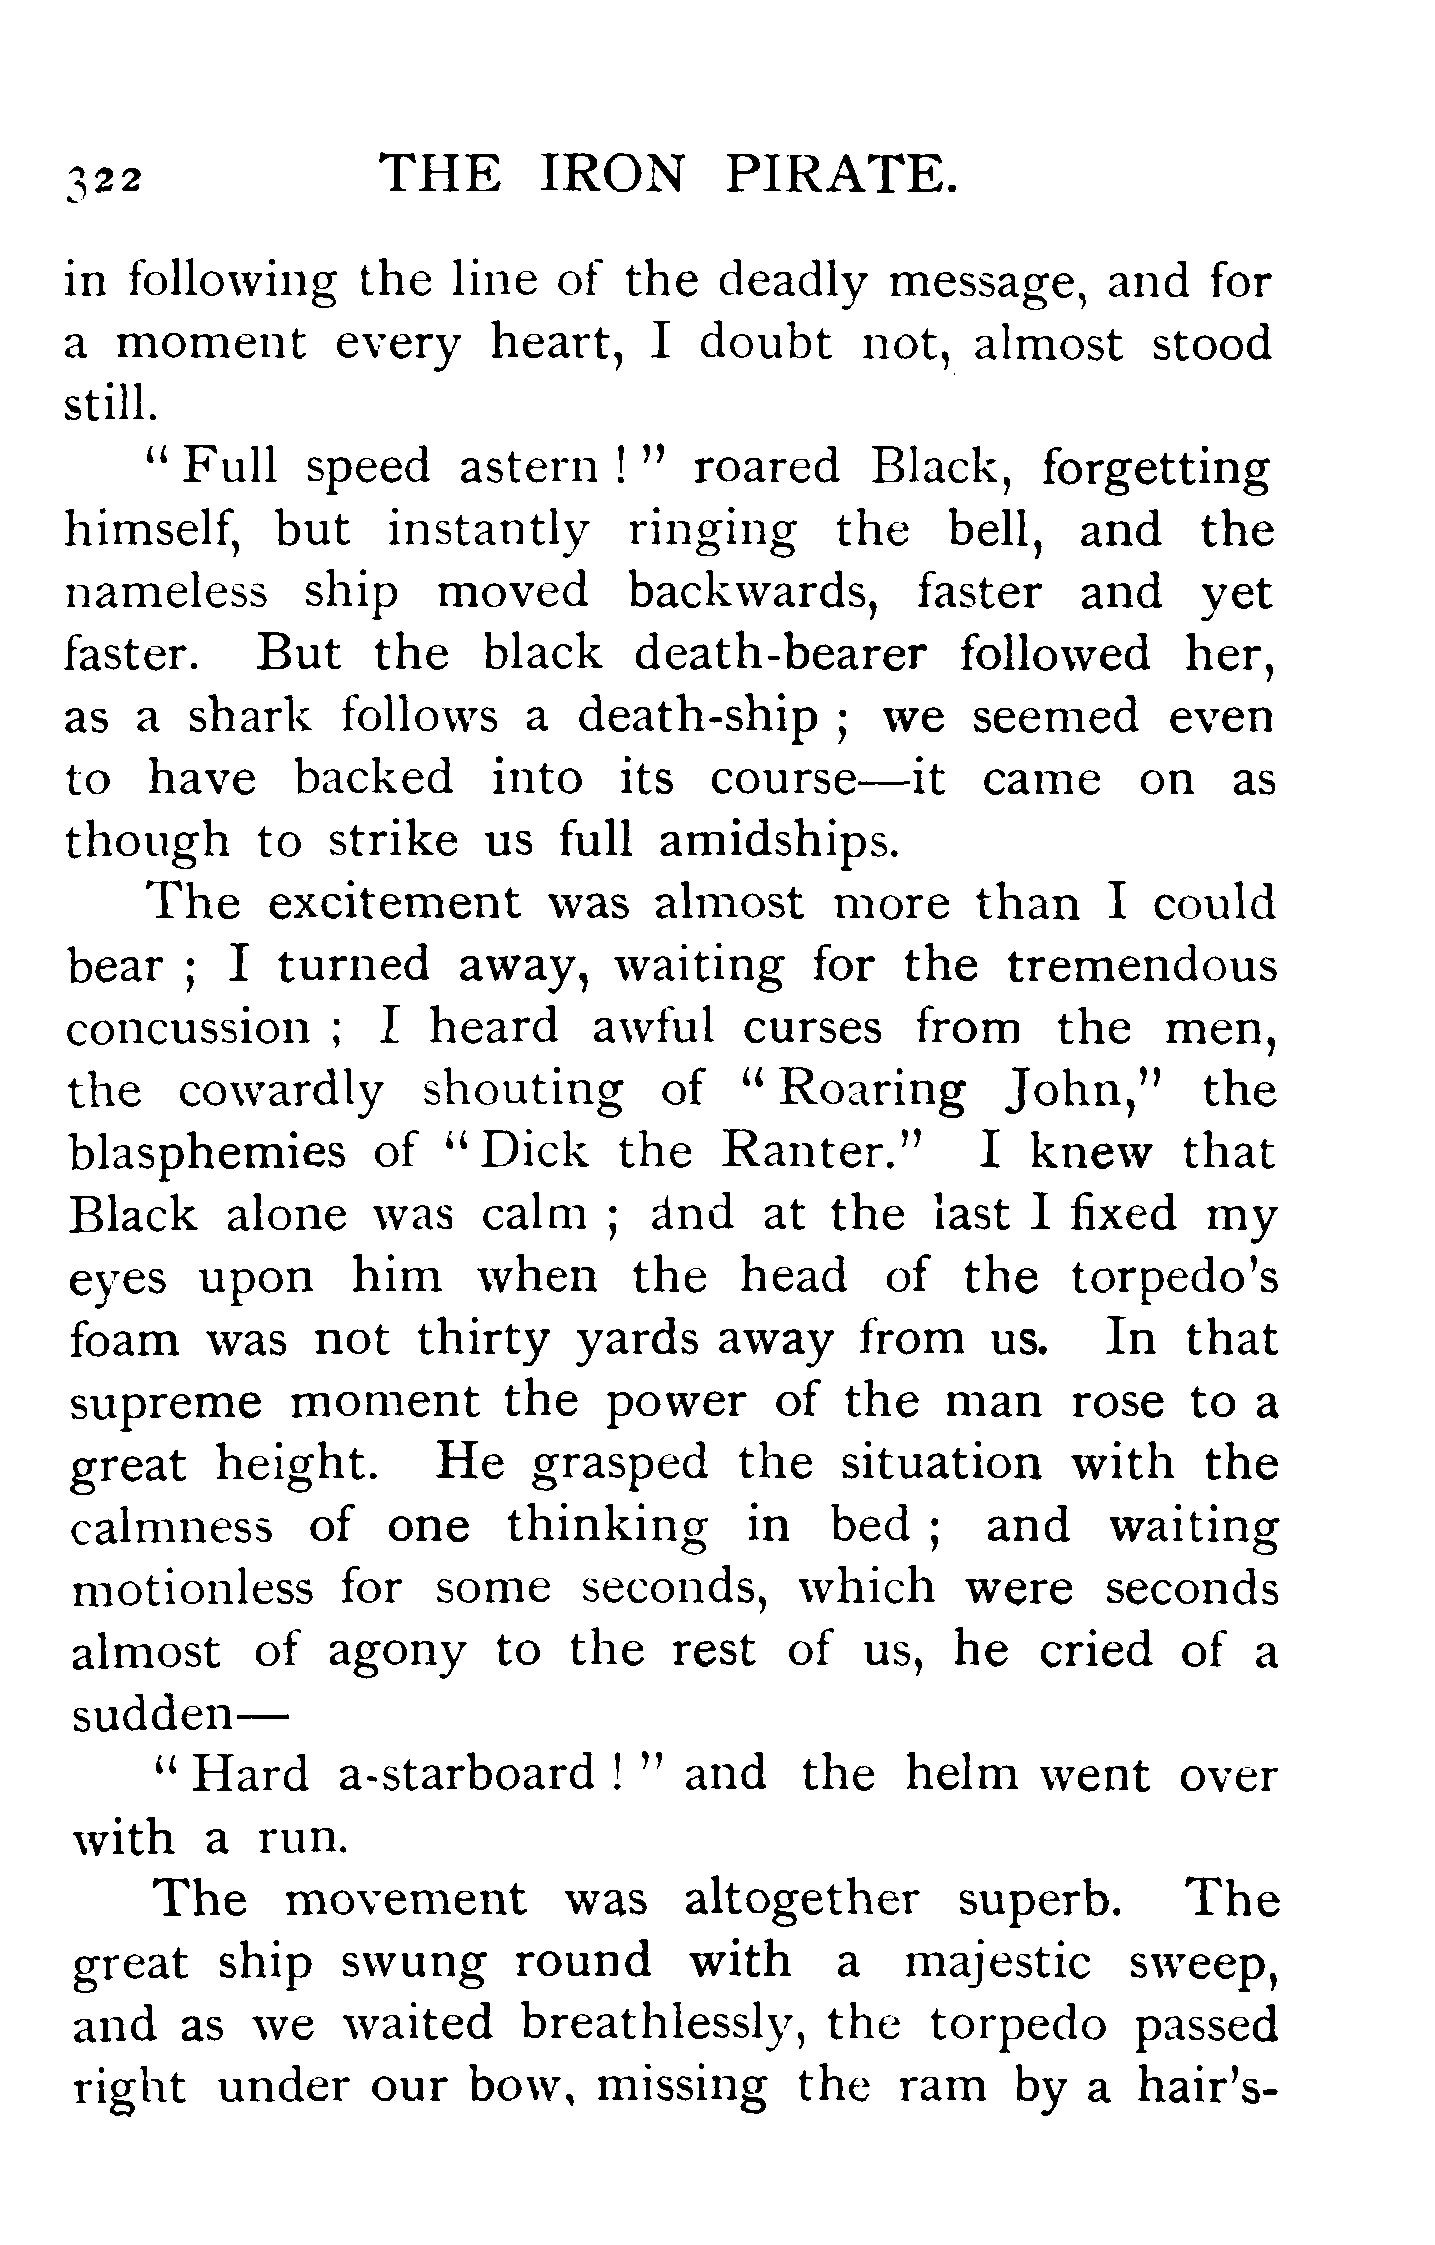 322 THE IRON PIRATE.
in following the line of the deadly message, and for
a moment every heart, I doubt not, almost stood
still.
“ Full speed astern ! ” roared Black, forgetting
himself, but instantly ringing the bell, and the
nameless ship moved backwards, faster and yet
faster. But the black death-bearer followed her,
as a shark follows a death-ship ; we seemed even
to have backed into its course—it came on as
though to strike us full amidships.
The excitement was almost more than I could
bear ; I turned away, waiting for the tremendous
concussion ; I heard awful curses from the men,
the cowardly shouting of “ Roaring John,” the
blasphemies of “ Dick the Ranter.” I knew that
Black alone was calm ; and at the last I fixed my
eyes upon him when the head of the torpedo’s
foam was not thirty yards away from us. In that
supreme moment the power of the man rose to a
great height. He grasped the situation with the
calmness of one thinking in bed ; and waiting
motionless for some seconds, which were seconds
almost of agony to the rest of us, he cried of a
sudden—
“ Hard a-starboard ! ” and the helm went over
with a run.
The movement was altogether superb. The
great ship swung round with a majestic sweep,
and as we waited breathlessly, the torpedo passed
right under our bow, missing the ram by a hair’s-